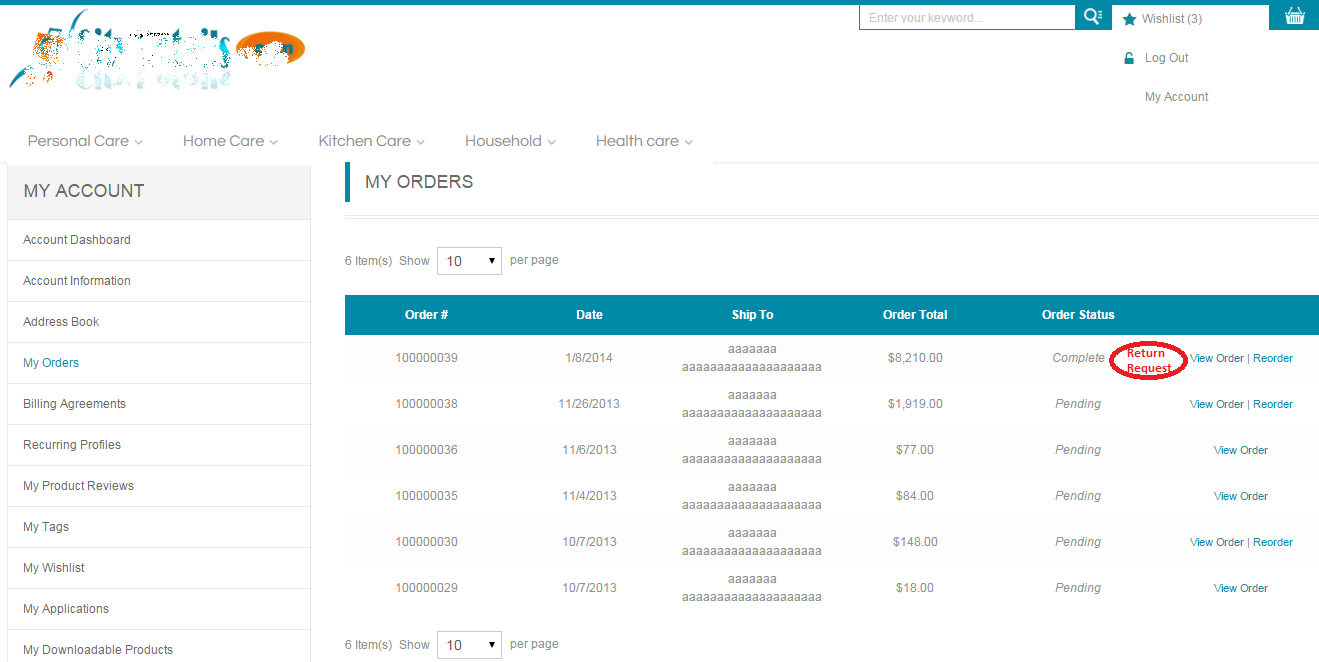 Enter your keyword...
Wishlist (3)
Log Out
My Account
Personal Care
Home Care
Kitchen Care
Household
Health care
MY ACCOUNT
Account Dashboard
Account Information
Address Book
My Orders
Billing Agreements
Recurring Profiles
My Product Reviews
My Tags
My Wishlist
My Applications
My Downloadable Products
MY ORDERS
6 Item(s) Show 10 per page
Order # Date Ship To Order Total Order Status
100000039 1/8/2014 aaaaaaa aaaaaaaaaaaaaaaaaaaa $8,210.00 Complete Return Request View Order | Reorder
100000038 11/26/2013 aaaaaaa aaaaaaaaaaaaaaaaaaaa $1,919.00 Pending View Order | Reorder
100000036 11/6/2013 aaaaaaa aaaaaaaaaaaaaaaaaaaa $77.00 Pending View Order
100000035 11/4/2013 aaaaaaa aaaaaaaaaaaaaaaaaaaa $84.00 Pending View Order
100000030 10/7/2013 aaaaaaa aaaaaaaaaaaaaaaaaaaa $148.00 Pending View Order | Reorder
100000029 10/7/2013 aaaaaaa aaaaaaaaaaaaaaaaaaaa $18.00 Pending View Order
6 Item(s) Show 10 per page